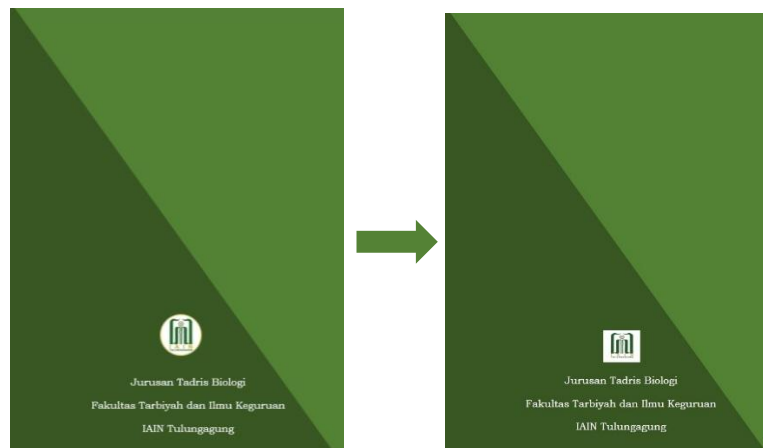 IAIN
Jurusan Tadris Biologi
Fakultas Tarbiyah dan Ilmu Keguruan
IAIN Tulungagung
Jurusan Tadris Biologi
Fakultas Tarbiyah dan Ilmu Keguruan
IAIN Tulungagung